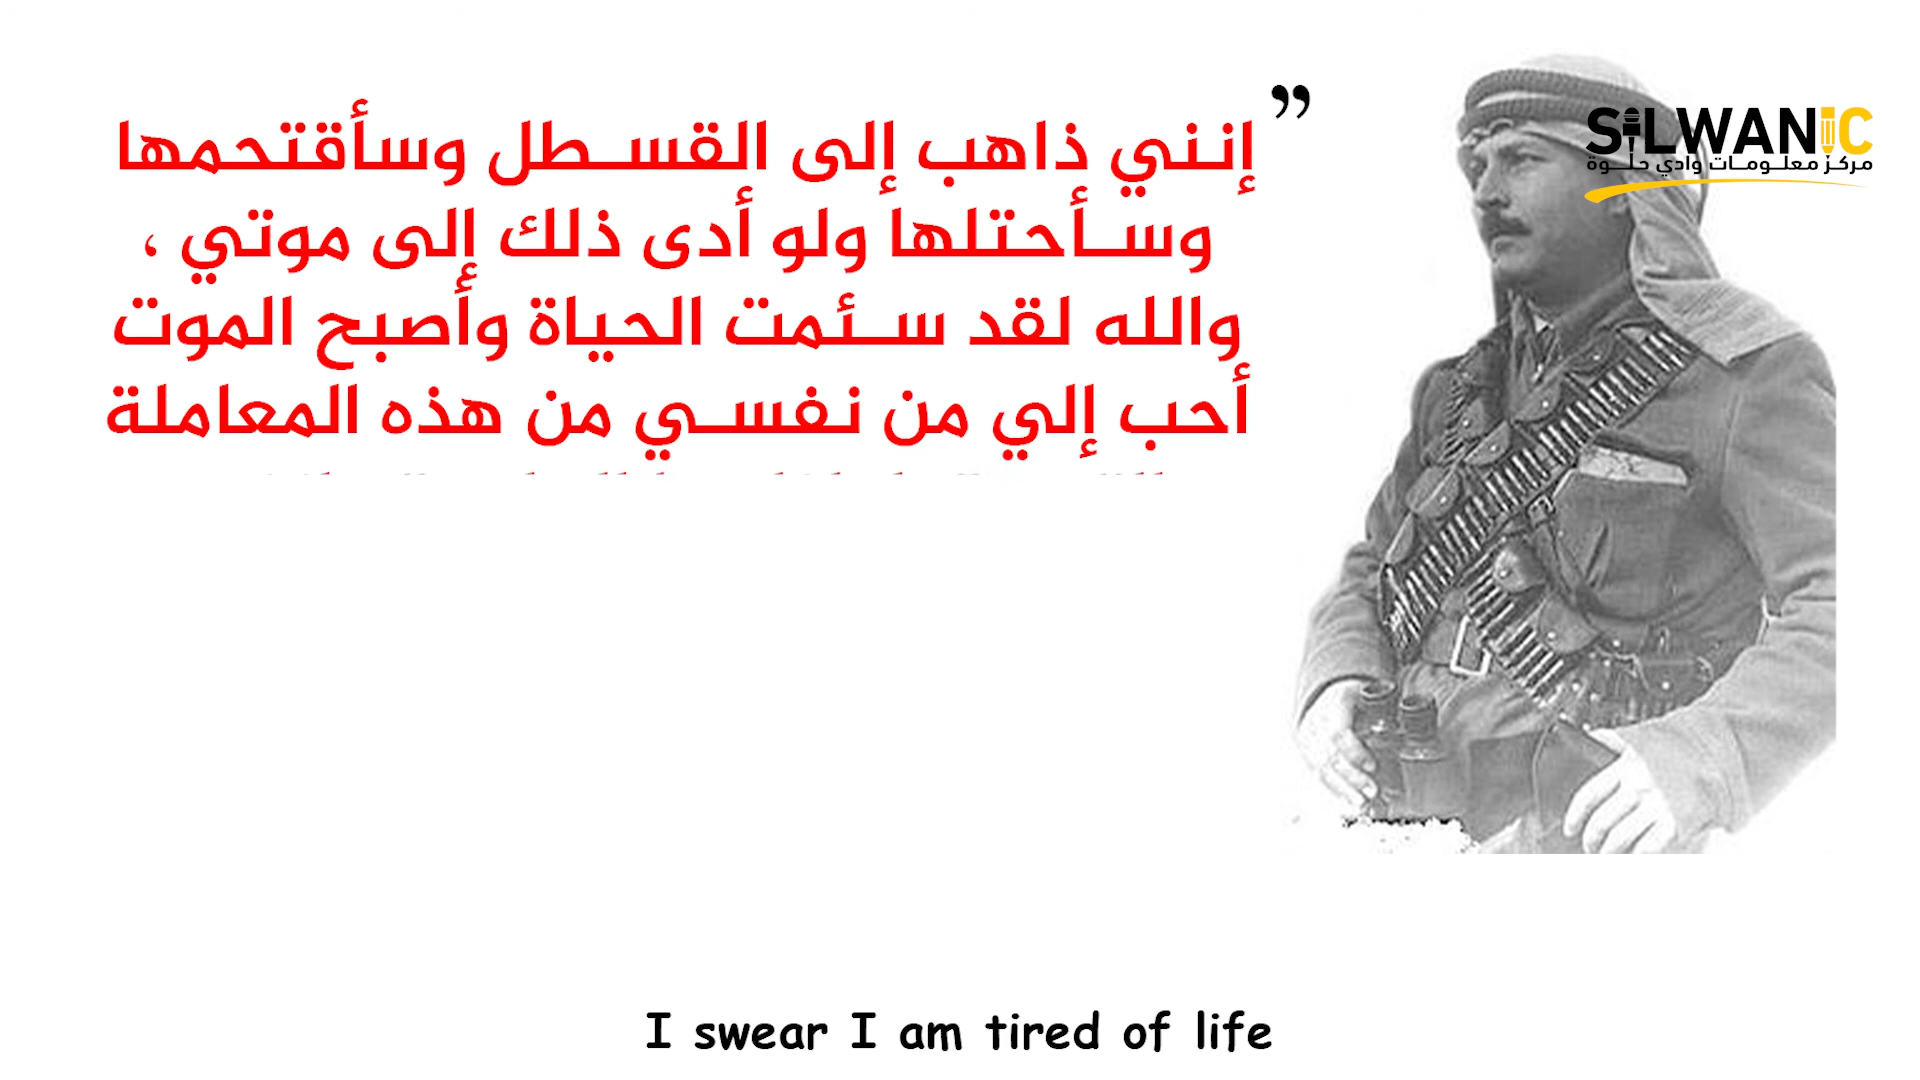 ”
إنني ذاهب إلى القسطل وسأقتحمها
وسأحتلها ولو أدى ذلك إلى موتي ،
والله لقد سئمت الحياة وأصبح الموت
أحب إلي من نفسي من هذه المعاملة
SiLWANiC
مركز معلومات وادي حلوة
I swear I am tired of life